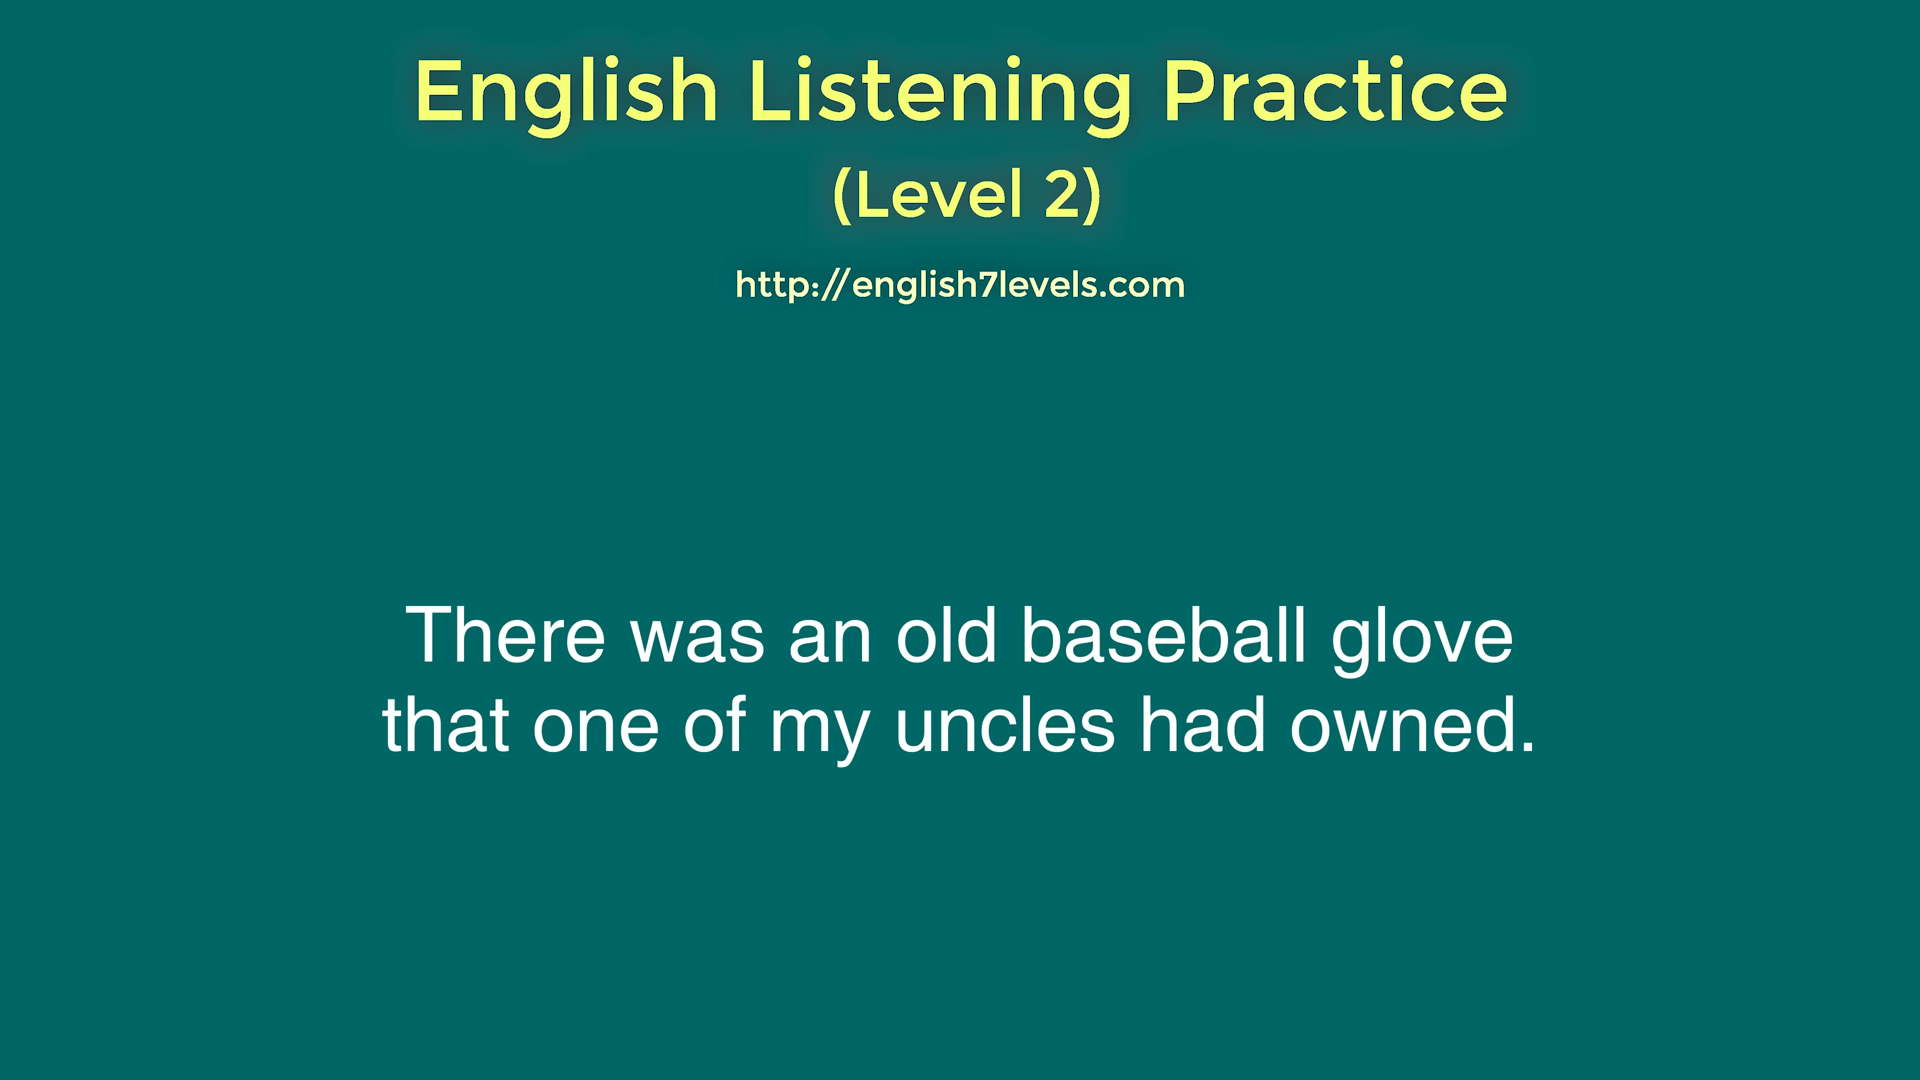 English Listening Practice
(Level 2)
http://english7levels.com
There was an old baseball glove
that one of my uncles had owned.